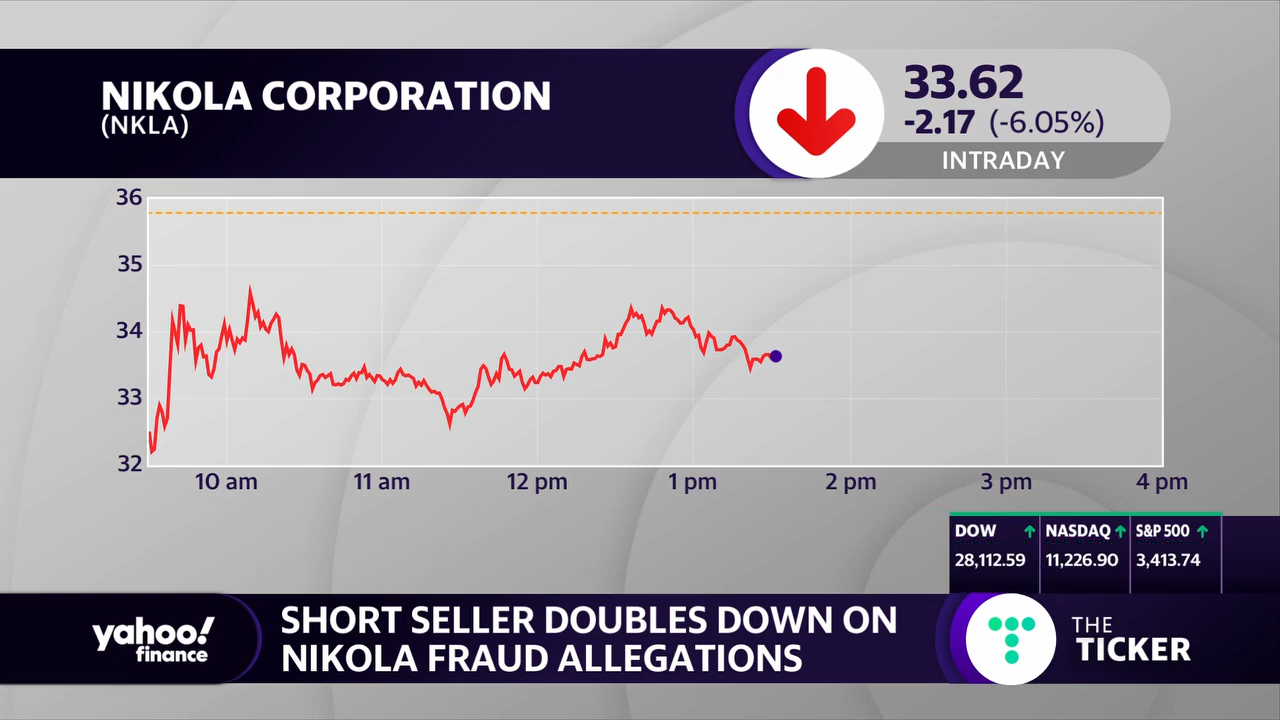 NIKOLA CORPORATION
(NKLA)
33.62
-2.17 (-6.05%)
INTRADAY
36
35
34
33
32
10 am 11 am 12 pm 1 pm 2 pm 3 pm 4 pm
DOW NASDAQ S&P 500
28,112.59 11,226.90 3,413.74
yahoo!
finance
SHORT SELLER DOUBLES DOWN ON
NIKOLA FRAUD ALLEGATIONS
THE
TICKER